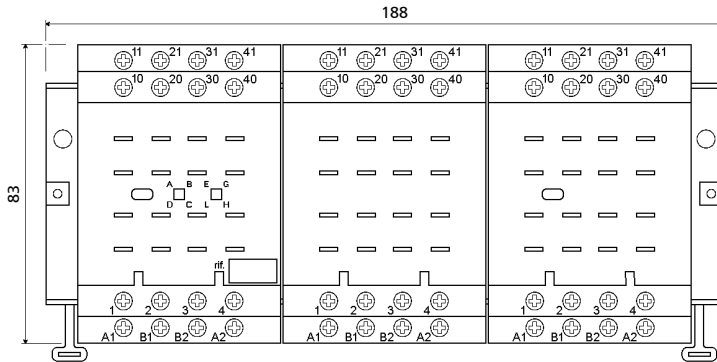 188
83
11 21 31 41 11 21 31 41 11 21 31 41
10 20 30 40 10 20 30 40 10 20 30 40
A B E G
D C L H
rif.
1 2 3 4 1 2 3 4 1 2 3 4
A1 B1 B2 A2 A1 B1 B2 A2 A1 B1 B2 A2